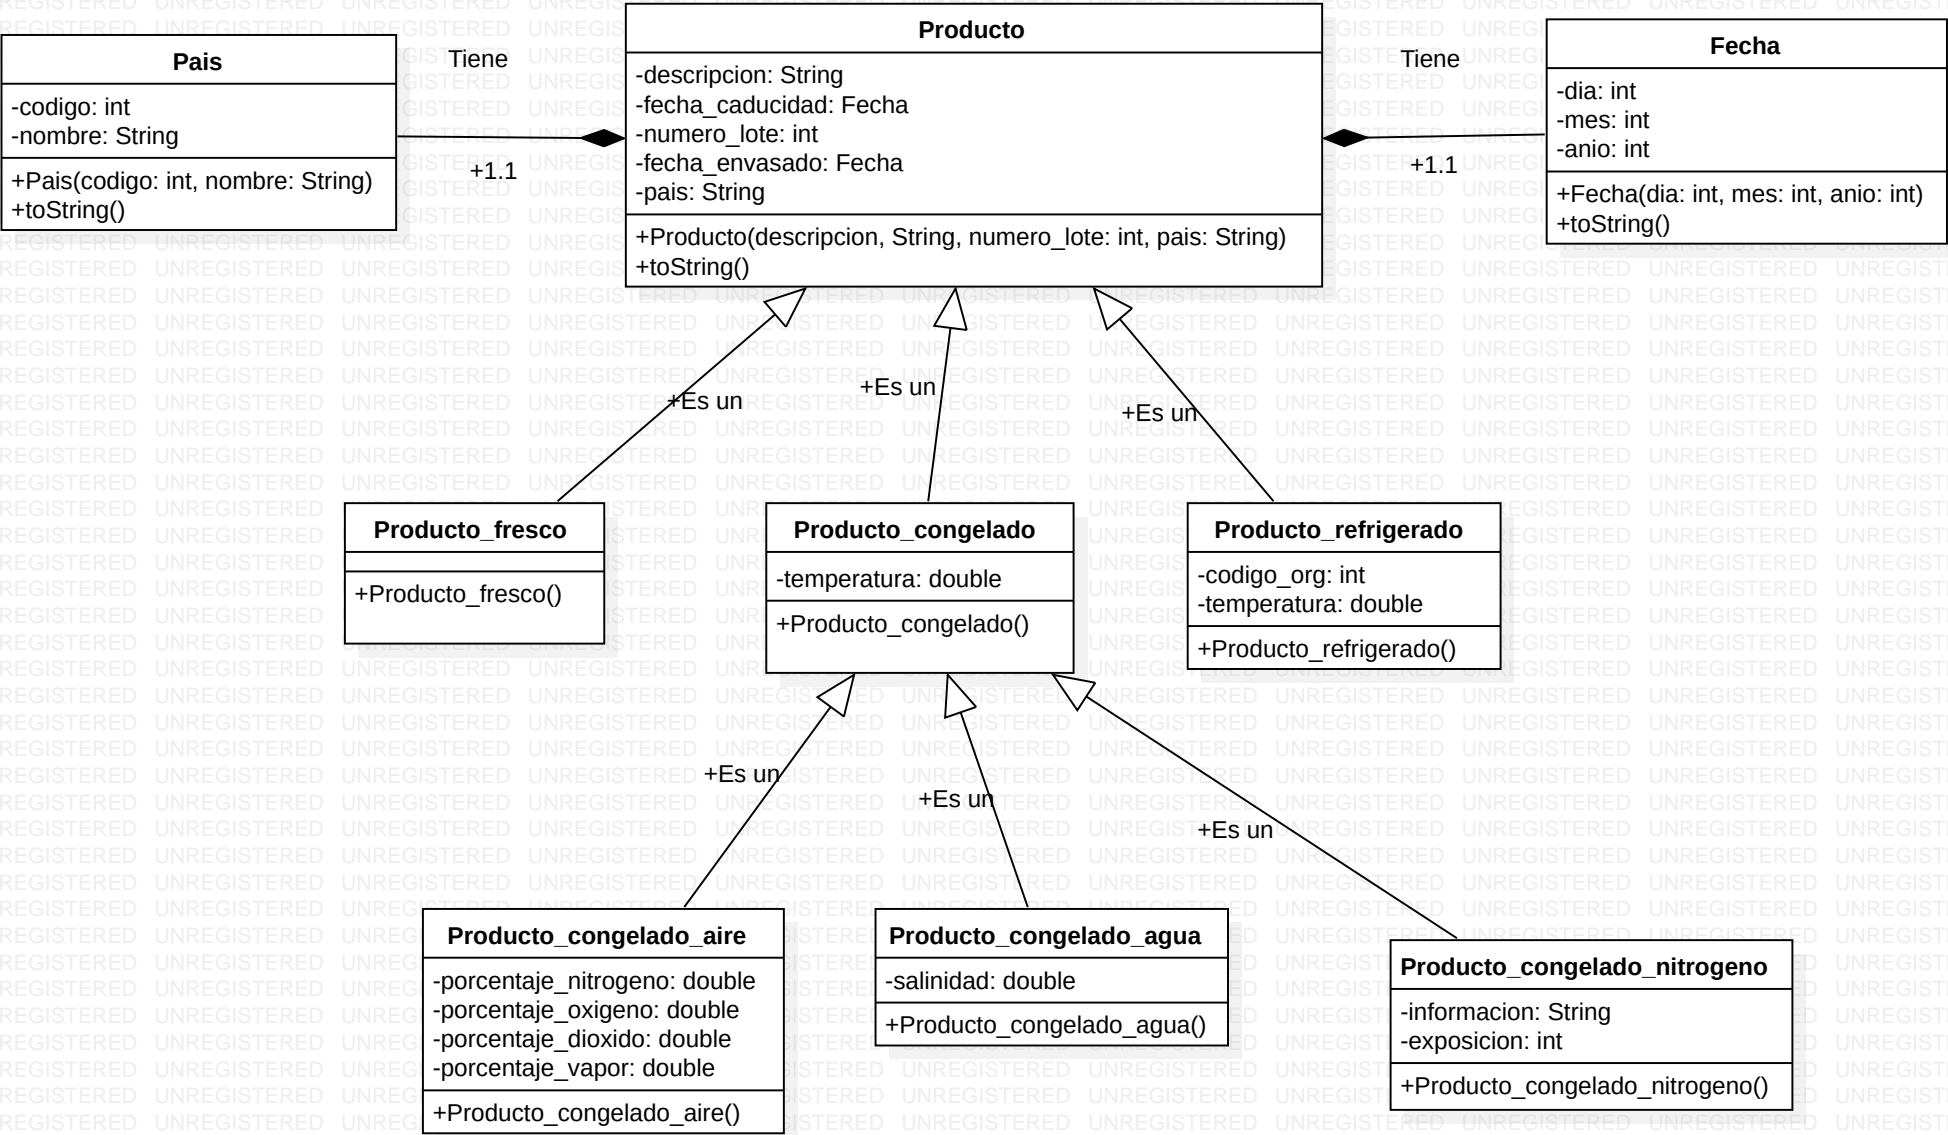 Pais
-codigo: int
-nombre: String
+Pais(codigo: int, nombre: String)
+toString()
Tiene
+1.1
Producto
-descripcion: String
-fecha_caducidad: Fecha
-numero_lote: int
-fecha_envasado: Fecha
-pais: String
+Producto(descripcion, String, numero_lote: int, pais: String)
+toString()
Tiene
+1.1
Fecha
-dia: int
-mes: int
-anio: int
+Fecha(dia: int, mes: int, anio: int)
+toString()
+Es un
+Es un
+Es un
Producto_fresco
+Producto_fresco()
Producto_congelado
-temperatura: double
+Producto_congelado()
Producto_refrigerado
-codigo_org: int
-temperatura: double
+Producto_refrigerado()
+Es un
+Es un
+Es un
Producto_congelado_aire
-porcentaje_nitrogeno: double
-porcentaje_oxigeno: double
-porcentaje_dioxido: double
-porcentaje_vapor: double
+Producto_congelado_aire()
Producto_congelado_agua
-salinidad: double
+Producto_congelado_agua()
Producto_congelado_nitrogeno
-informacion: String
-exposicion: int
+Producto_congelado_nitrogeno()
UNREGISTERED